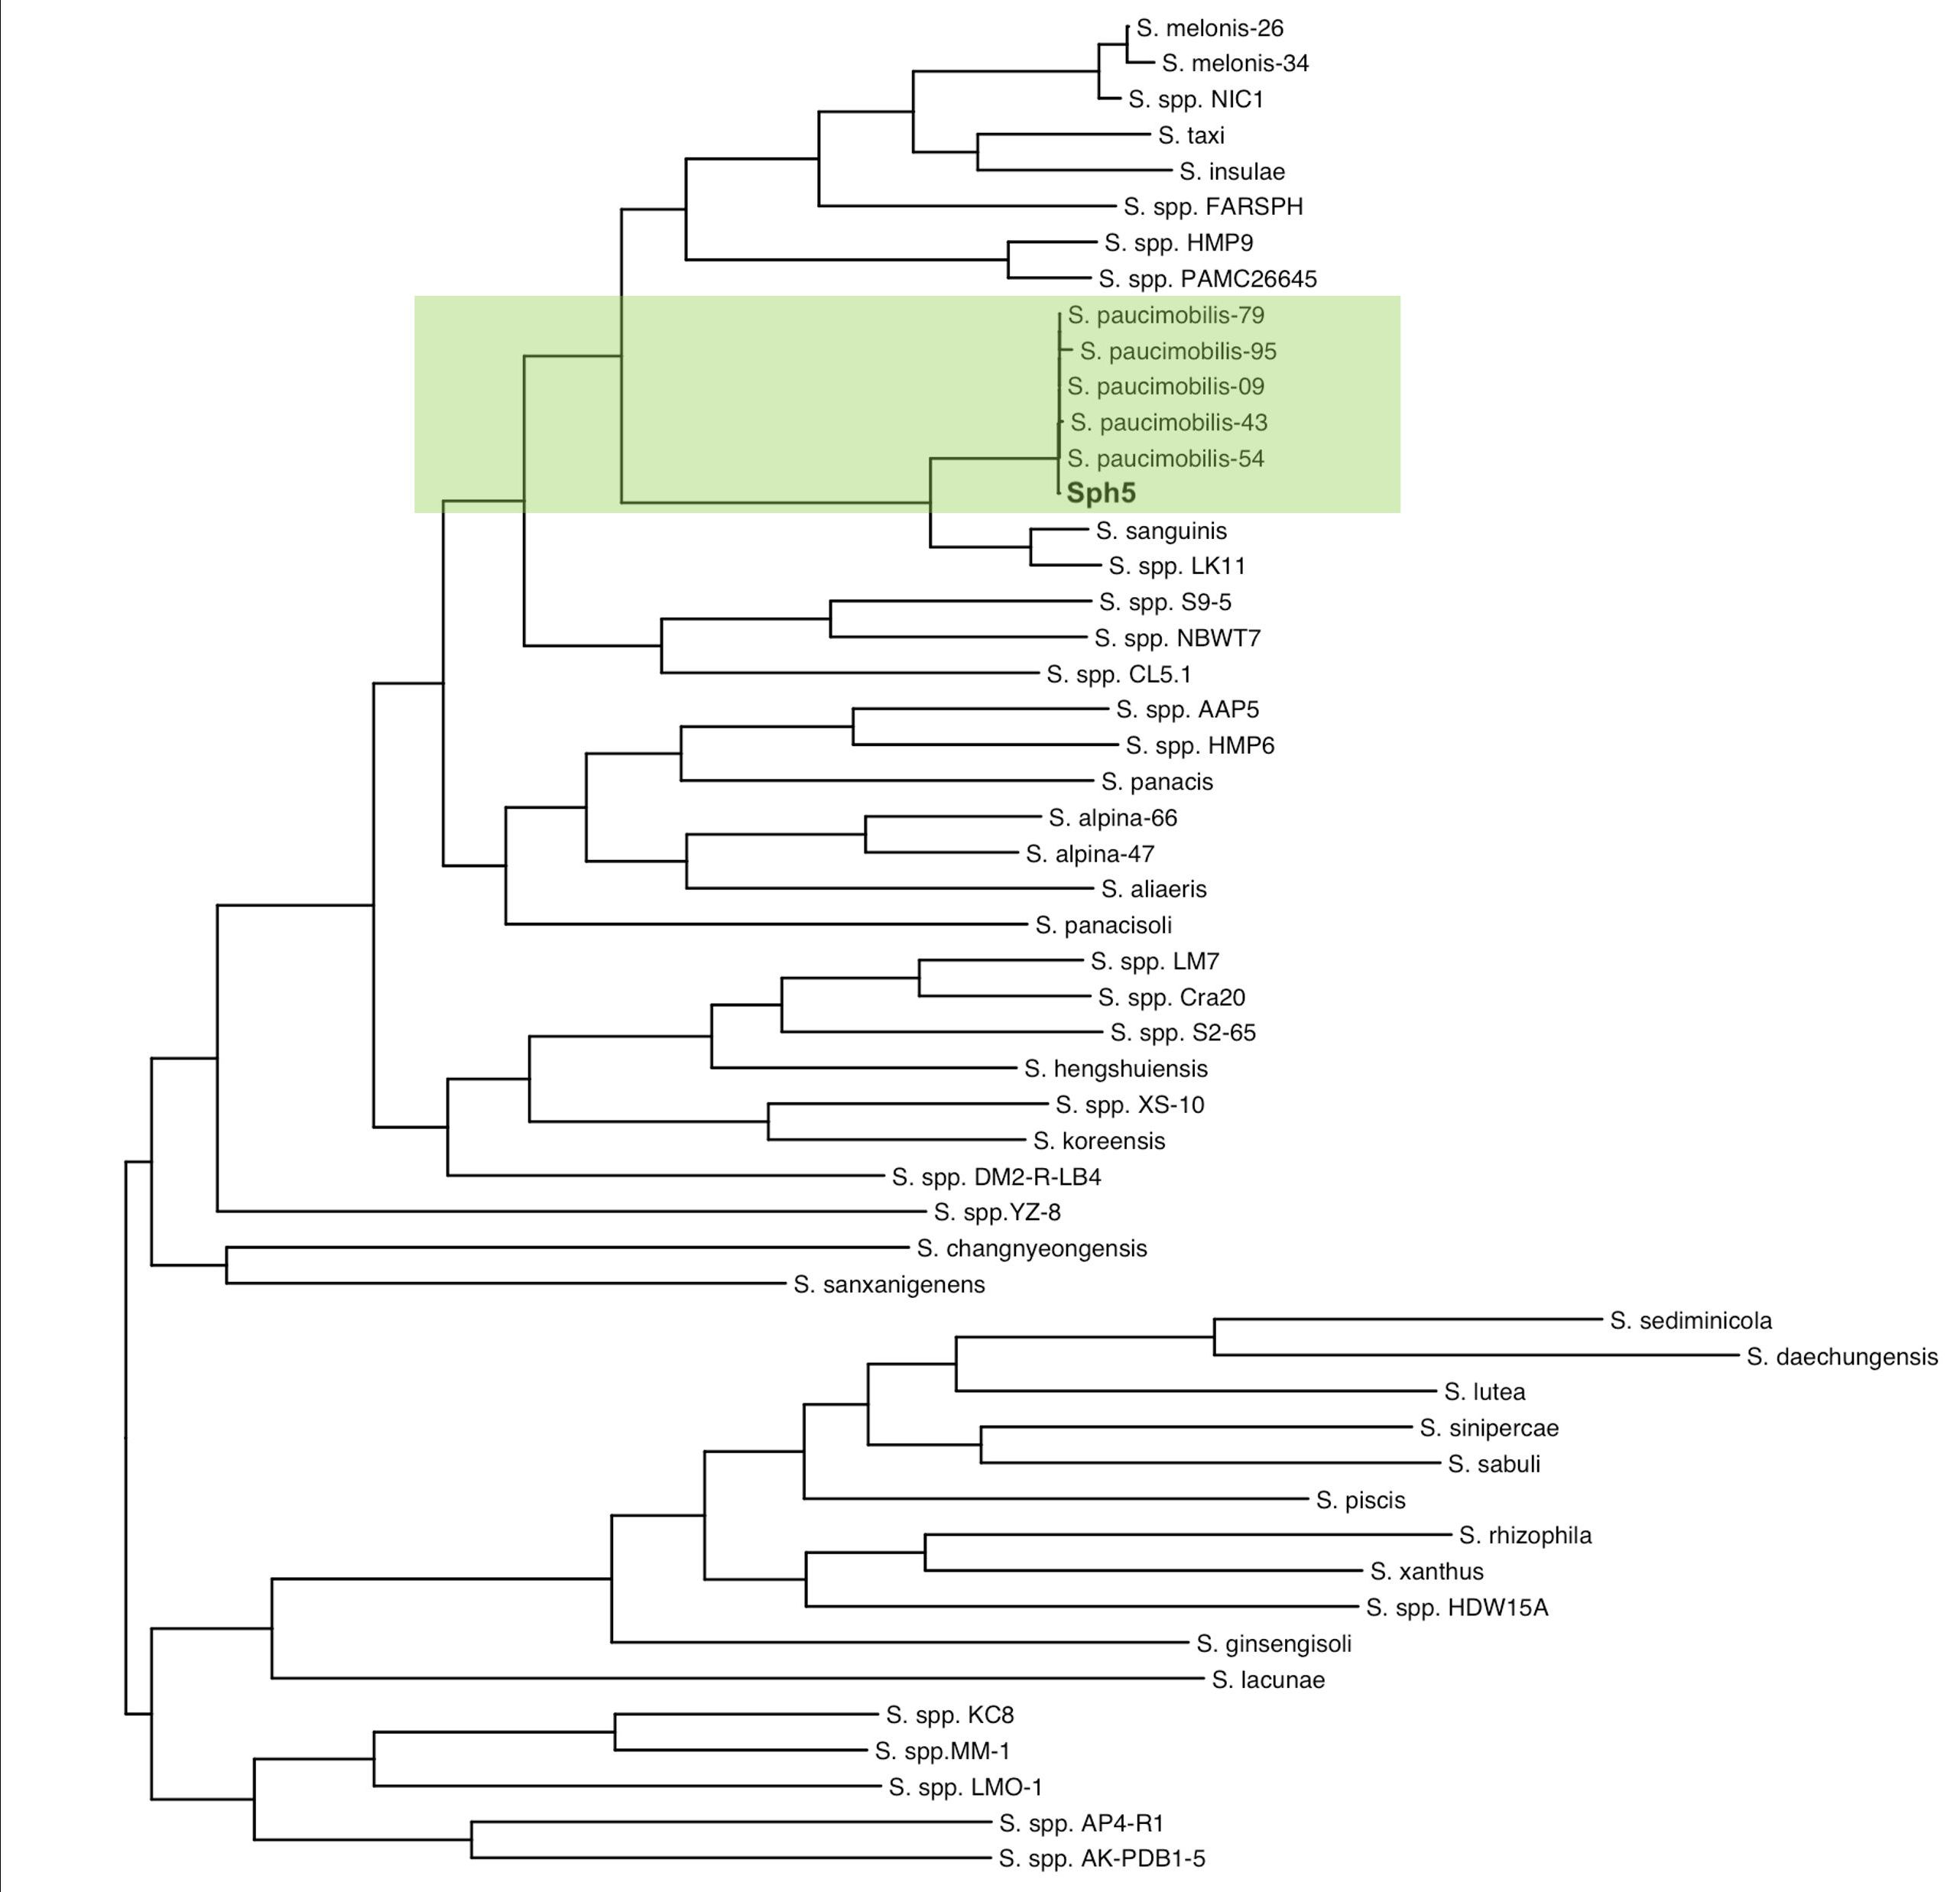 S. melonis-26
S. melonis-34
S. spp. NIC1
S. taxi
S. insulae
S. spp. FARSPH
S. spp. HMP9
S. spp. PAMC26645
S. paucimobilis-79
S. paucimobilis-95
S. paucimobilis-09
S. paucimobilis-43
S. paucimobilis-54
Sph5
S. sanguinis
S. spp. LK11
S. spp. S9-5
S. spp. NBWT7
S. spp. CL5.1
S. spp. AAP5
S. spp. HMP6
S. panacis
S. alpina-66
S. alpina-47
S. aliaeris
S. panacisoli
S. spp. LM7
S. spp. Cra20
S. spp. S2-65
S. hengshuiensis
S. spp. XS-10
S. koreensis
S. spp. DM2-R-LB4
S. spp.YZ-8
S. changnyeongensis
S. sanxanigenens
S. sediminicola
S. daechungensis
S. lutea
S. sinipercae
S. sabuli
S. piscis
S. rhizophila
S. xanthus
S. spp. HDW15A
S. ginsengisoli
S. lacunae
S. spp. KC8
S. spp.MM-1
S. spp. LMO-1
S. spp. AP4-R1
S. spp. AK-PDB1-5